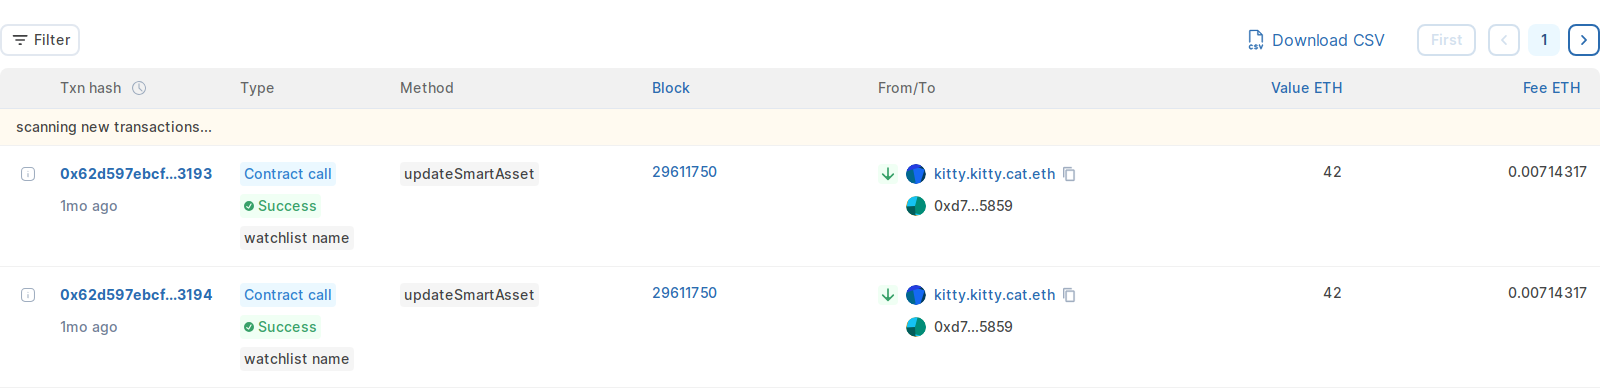 Filter Download CSV First 1
Txn hash Type Method Block From/To Value ETH Fee ETH
scanning new transactions...
0x62d597ebcf...3193 Contract call updateSmartAsset 29611750 kitty.kitty.cat.eth 42 0.00714317
1mo ago Success 0xd7...5859
watchlist name
0x62d597ebcf...3194 Contract call updateSmartAsset 29611750 kitty.kitty.cat.eth 42 0.00714317
1mo ago Success 0xd7...5859
watchlist name